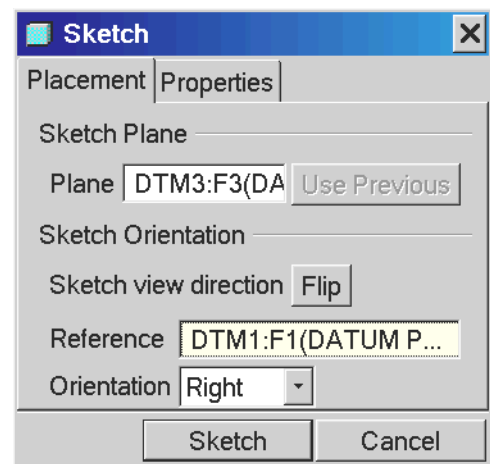 Sketch
Placement Properties
Sketch Plane
Plane DTM3:F3(DA Use Previous
Sketch Orientation
Sketch view direction Flip
Reference DTM1:F1(DATUM P...
Orientation Right
Sketch Cancel